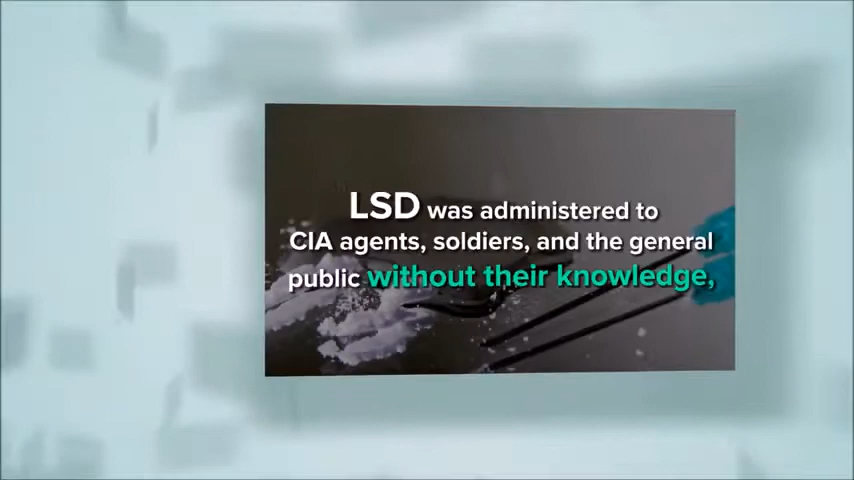 LSD was administered to
CIA agents, soldiers, and the general
public without their knowledge,